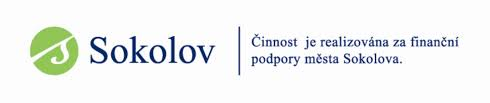 Sokolov
Činnost je realizována za finanční
podpory města Sokolova.